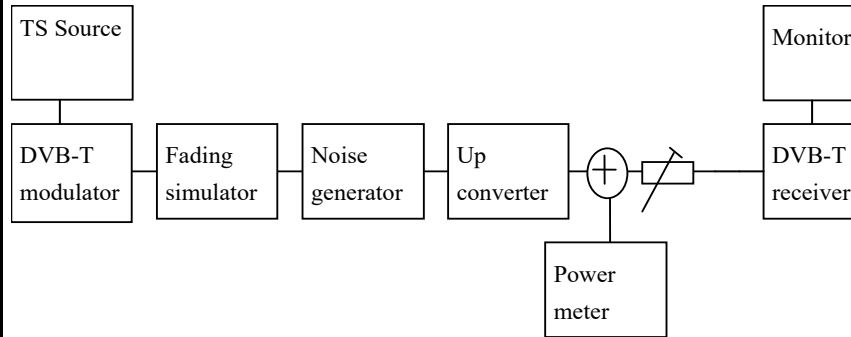 TS Source
Monitor
DVB-T
modulator
Fading
simulator
Noise
generator
Up
converter
DVB-T
receiver
Power
meter